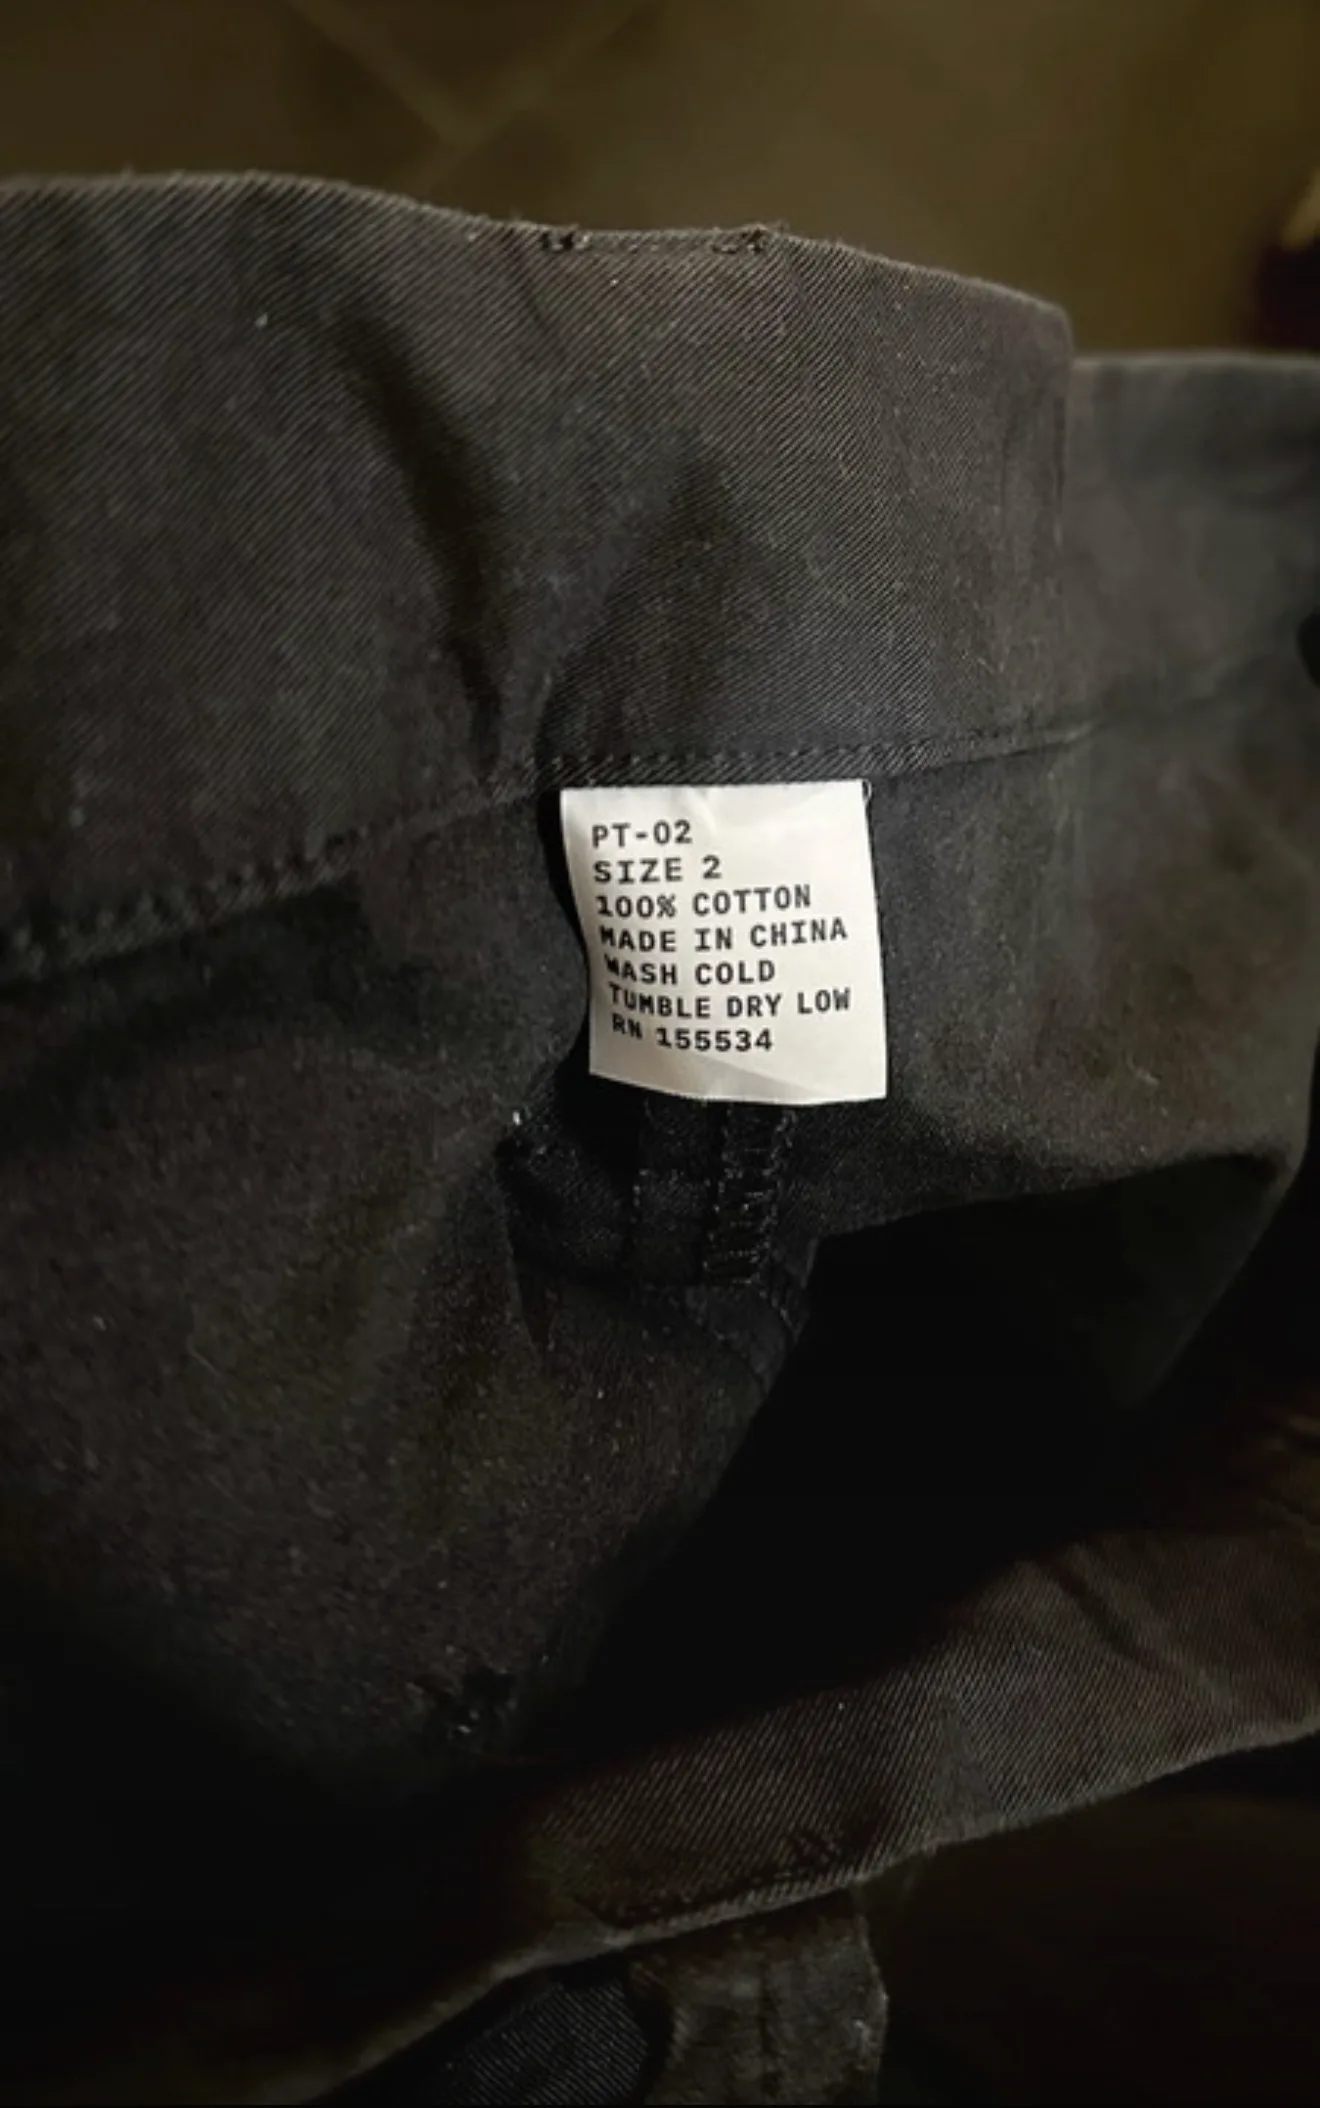 PT-02
SIZE 2
100% COTTON
MADE IN CHINA
WASH COLD
TUMBLE DRY LOW
RN 155534